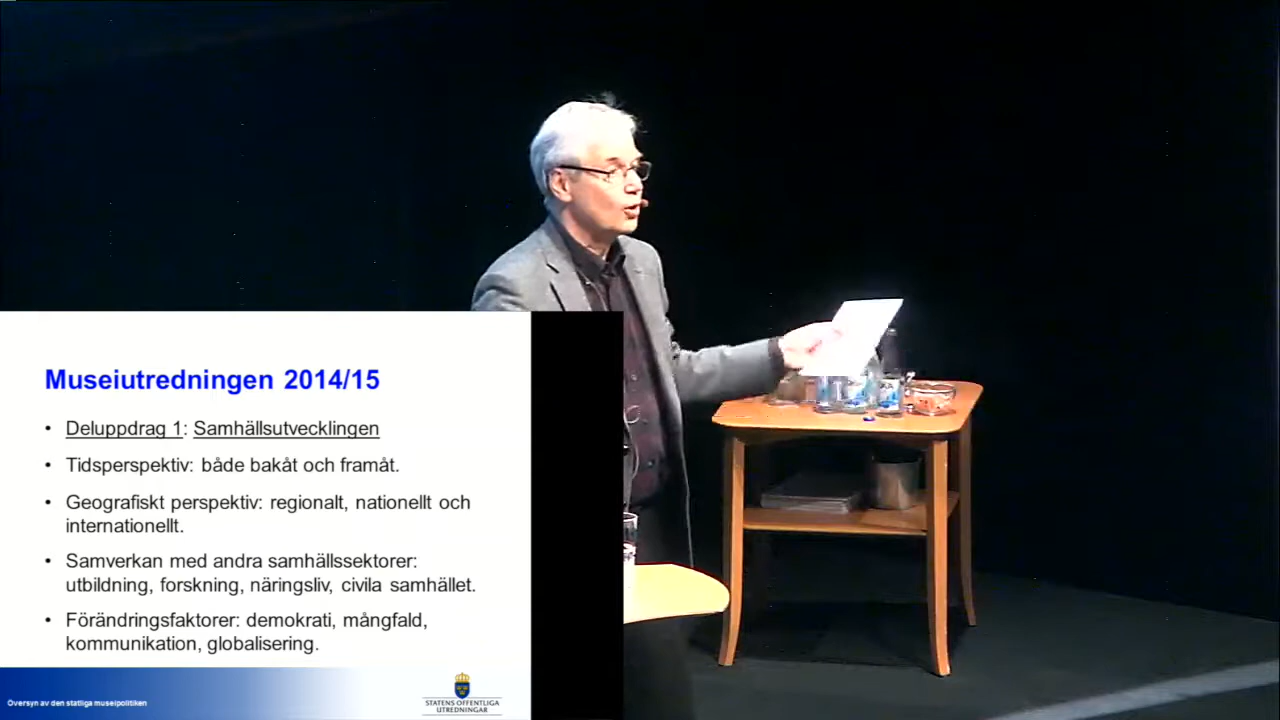 Museiutredningen 2014/15
• Deluppdrag 1: Samhällsutvecklingen
• Tidsperspektiv: både bakåt och framåt.
• Geografiskt perspektiv: regionalt, nationellt och
internationellt.
• Samverkan med andra samhällssektorer:
utbildning, forskning, näringsliv, civila samhället.
• Förändringsfaktorer: demokrati, mångfald,
kommunikation, globalisering.
Översyn av den statliga museipolitiken
STATENS OFFENTLIGA
UTREDNINGAR